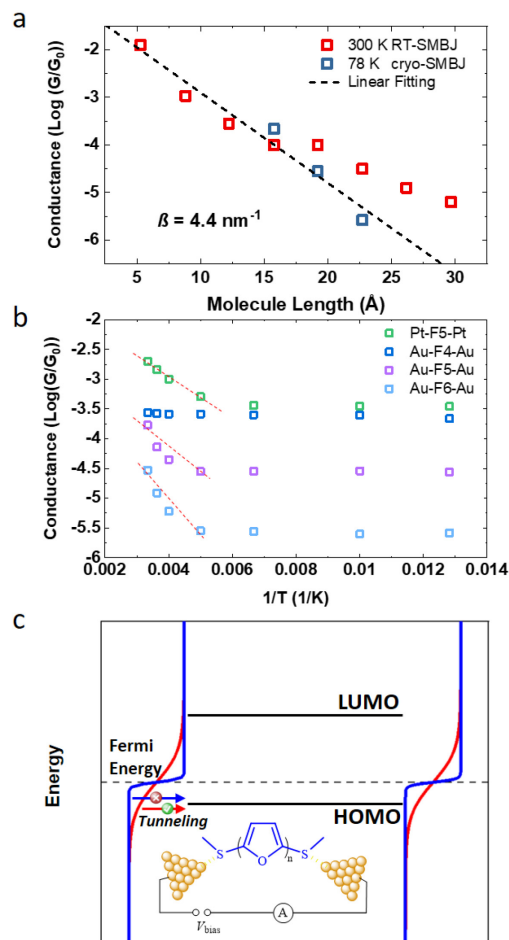 a
-2
-3
-4
-5
-6
Conductance (Log (G/G₀))
300 K RT-SMBJ
78 K cryo-SMBJ
Linear Fitting
ß = 4.4 nm⁻¹
5 10 15 20 25 30
Molecule Length (Å)
b
-2
-2.5
-3
-3.5
-4
-4.5
-5
-5.5
-6
Conductance (Log(G/G₀))
Pt-F5-Pt
Au-F4-Au
Au-F5-Au
Au-F6-Au
0.002 0.004 0.006 0.008 0.010 0.012 0.014
1/T (1/K)
c
Energy
LUMO
Fermi
Energy
HOMO
Tunneling
S O n S
V bias
A